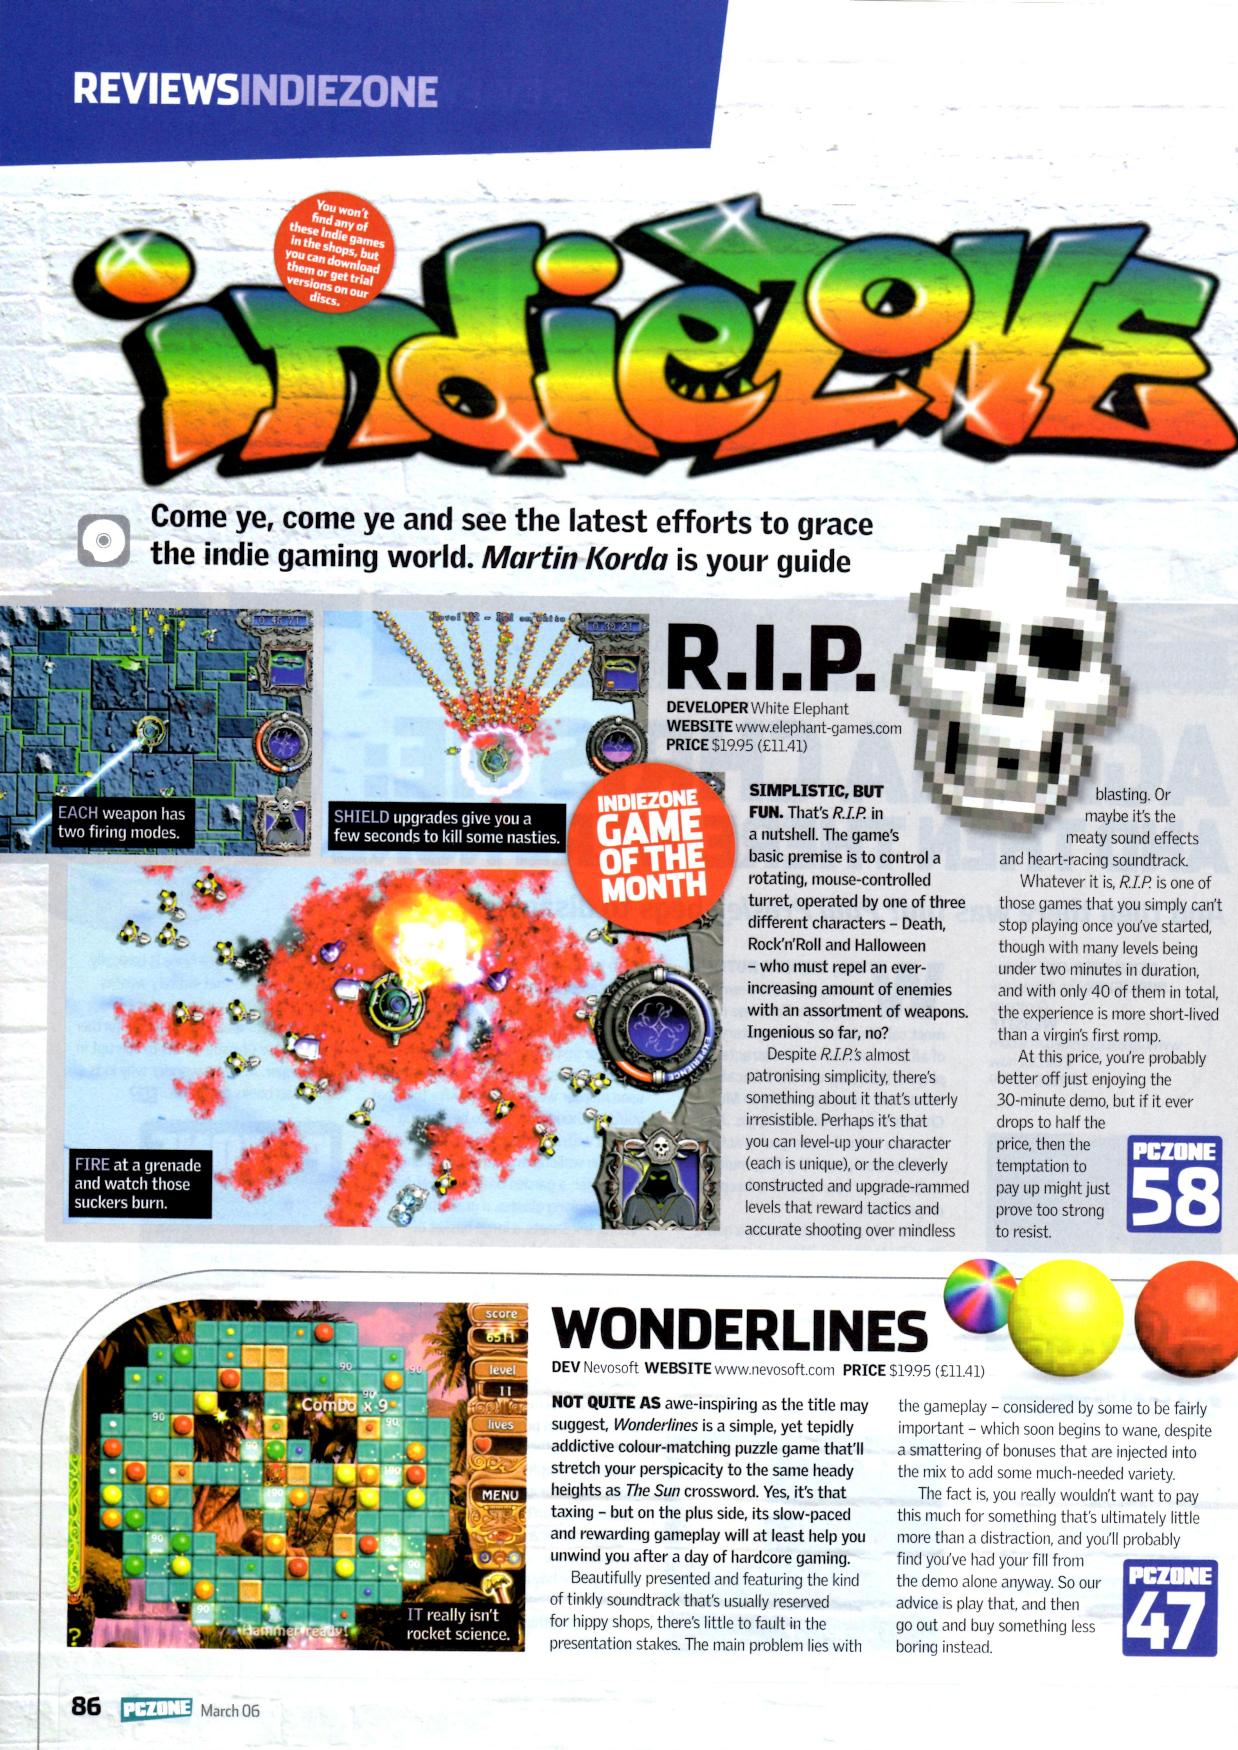 REVIEWSINDIEZONE
You won't
find any of
these Indie games
in the shops, but
you can download
them or get trial
versions on our
discs.
indieZONE
Come ye, come ye and see the latest efforts to grace
the indie gaming world. Martin Korda is your guide
EACH weapon has
two firing modes.
SHIELD upgrades give you a
few seconds to kill some nasties.
FIRE at a grenade
and watch those
suckers burn.
EXPERIENCE
INDIEZONE
GAME
OF THE
MONTH
R.I.P.
DEVELOPER White Elephant
WEBSITE www.elephant-games.com
PRICE $19.95 (£11.41)
SIMPLISTIC, BUT
FUN. That's R.I.P. in
a nutshell. The game's
basic premise is to control a
rotating, mouse-controlled
turret, operated by one of three
different characters – Death,
Rock'n'Roll and Halloween
– who must repel an ever-
increasing amount of enemies
with an assortment of weapons.
Ingenious so far, no?
Despite R.I.P.'s almost
patronising simplicity, there's
something about it that's utterly
irresistible. Perhaps it's that
you can level-up your character
(each is unique), or the cleverly
constructed and upgrade-rammed
levels that reward tactics and
accurate shooting over mindless
blasting. Or
maybe it's the
meaty sound effects
and heart-racing soundtrack.
Whatever it is, R.I.P. is one of
those games that you simply can't
stop playing once you've started,
though with many levels being
under two minutes in duration,
and with only 40 of them in total,
the experience is more short-lived
than a virgin's first romp.
At this price, you're probably
better off just enjoying the
30-minute demo, but if it ever
drops to half the
price, then the
temptation to
pay up might just
prove too strong
to resist.
PCZONE
58
score
6511
level
11
lives
MENU
Combo x 9
90
90
90
90
90
90
90
90
Hammer ready!
IT really isn't
rocket science.
WONDERLINES
DEV Nevosoft WEBSITE www.nevosoft.com PRICE $19.95 (£11.41)
NOT QUITE AS awe-inspiring as the title may
suggest, Wonderlines is a simple, yet tepidly
addictive colour-matching puzzle game that'll
stretch your perspicacity to the same heady
heights as The Sun crossword. Yes, it's that
taxing – but on the plus side, its slow-paced
and rewarding gameplay will at least help you
unwind you after a day of hardcore gaming.
Beautifully presented and featuring the kind
of tinkly soundtrack that's usually reserved
for hippy shops, there's little to fault in the
presentation stakes. The main problem lies with
the gameplay – considered by some to be fairly
important – which soon begins to wane, despite
a smattering of bonuses that are injected into
the mix to add some much-needed variety.
The fact is, you really wouldn't want to pay
this much for something that's ultimately little
more than a distraction, and you'll probably
find you've had your fill from
the demo alone anyway. So our
advice is play that, and then
go out and buy something less
boring instead.
PCZONE
47
86 PCZONE March 06